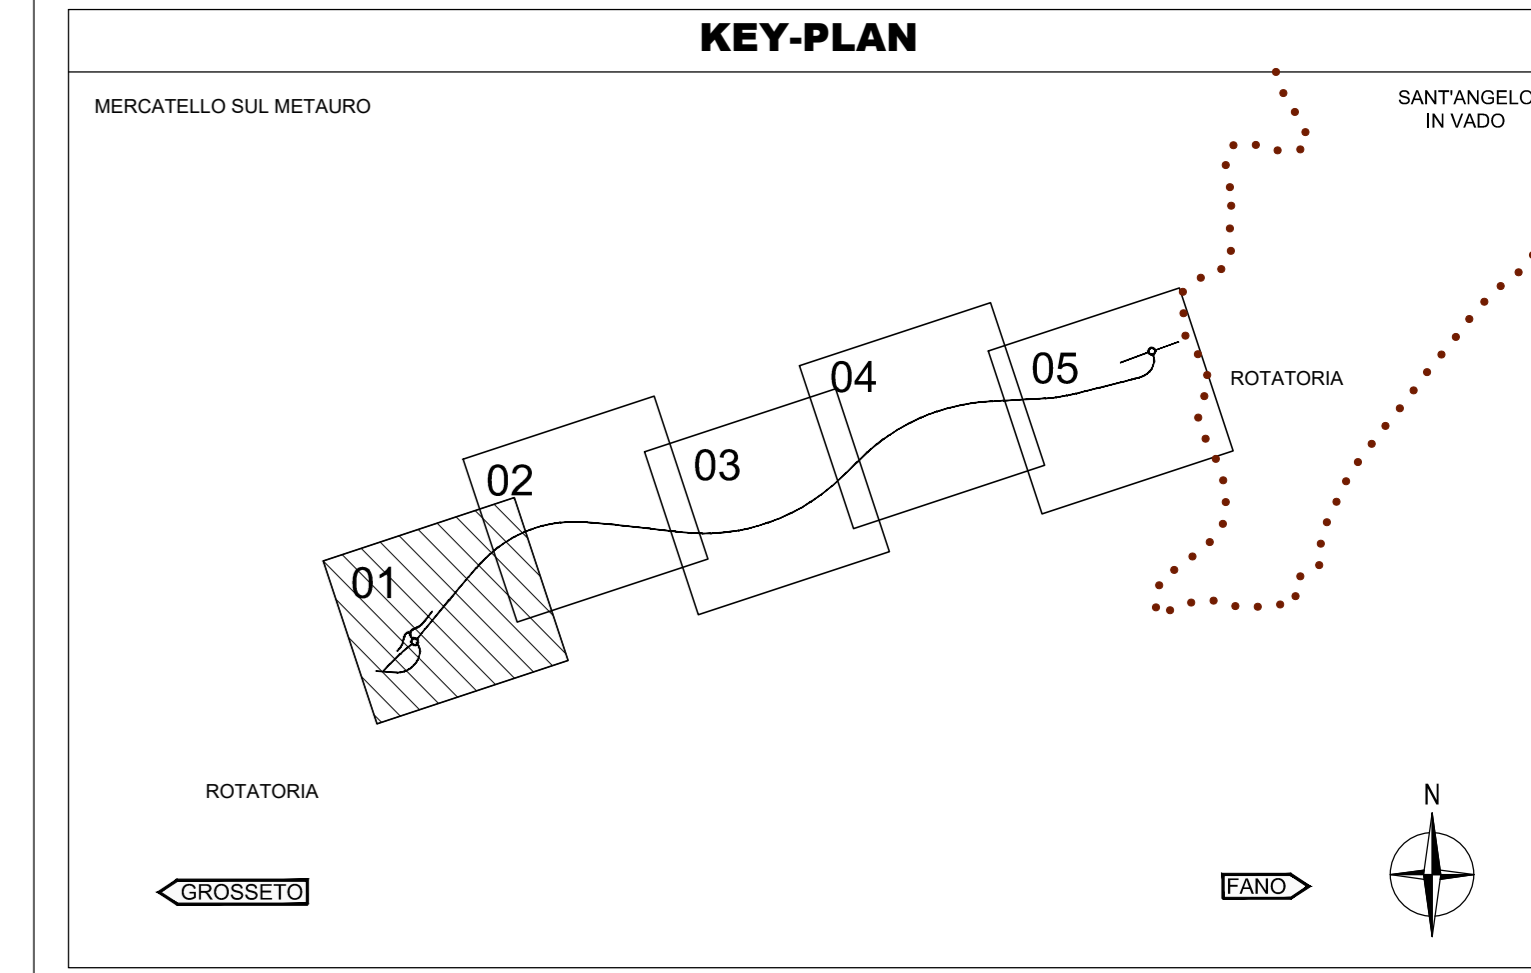 KEY-PLAN
MERCATELLO SUL METAURO
SANT'ANGELO
IN VADO
04
05
ROTATORIA
02
03
01
ROTATORIA
N
GROSSETO
FANO